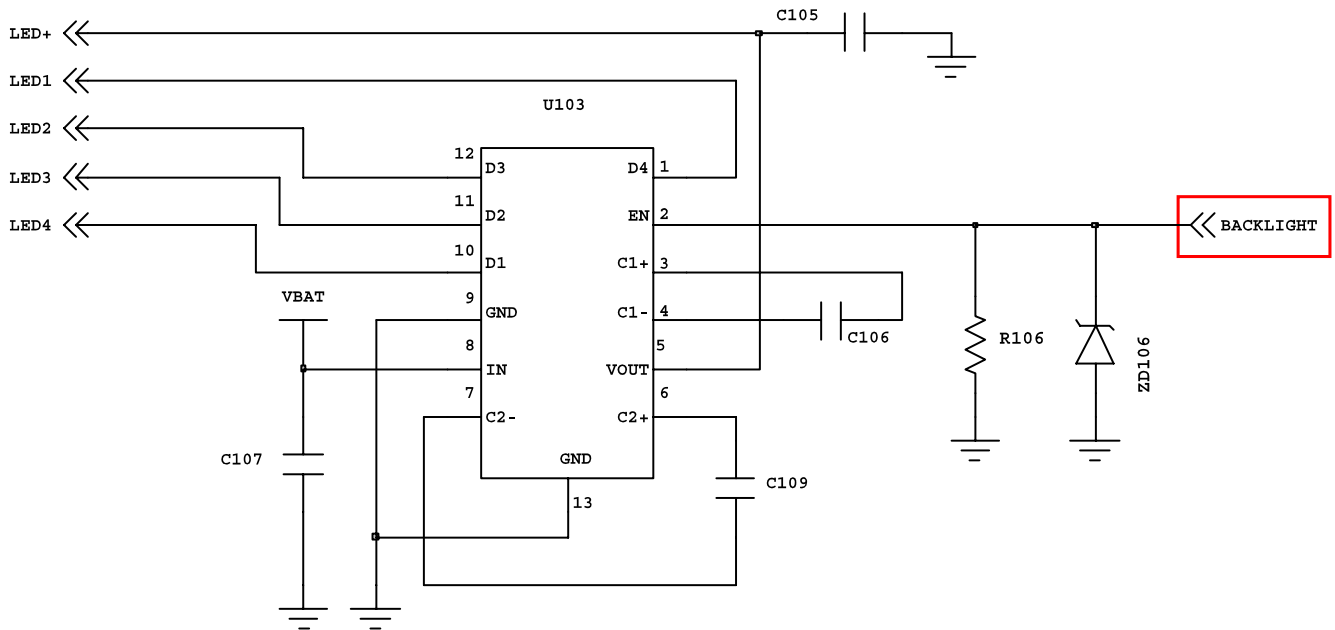 C105
LED+
LED1
U103
LED2
12
D3
D4
1
LED3
11
D2
EN
2
LED4
BACKLIGHT
10
D1
C1+
3
VBAT
9
GND
C1-
4
C106
R106
ZD106
8
IN
VOUT
5
7
C2-
C2+
6
C107
GND
C109
13